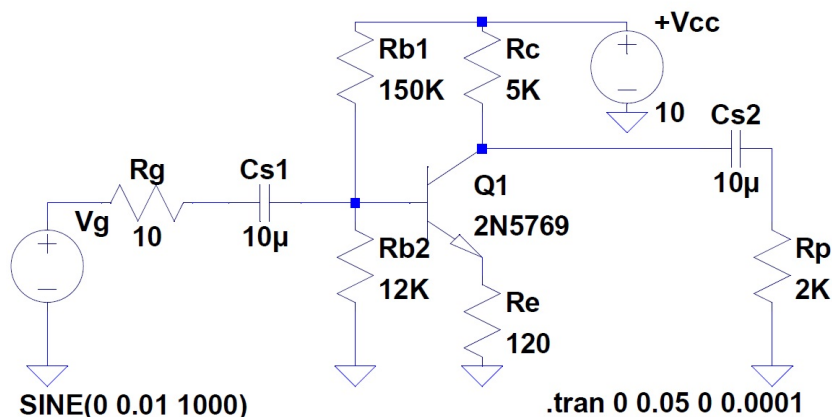 +Vcc
Rb1
150K
Rc
5K
10
Cs2
10µ
Rg
10
Cs1
10µ
Vg
Q1
2N5769
Rb2
12K
Re
120
Rp
2K
SINE(0 0.01 1000)
.tran 0 0.05 0 0.0001